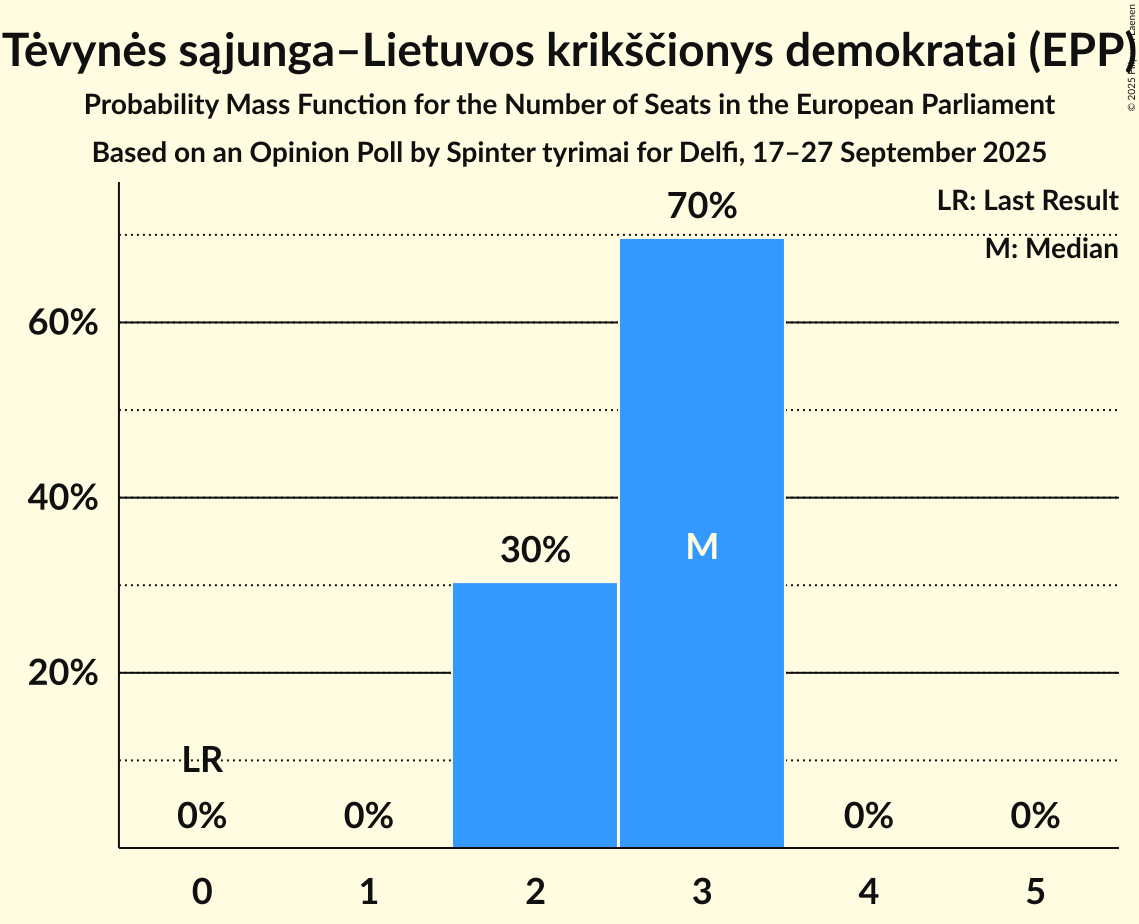 Tėvynės sąjunga–Lietuvos krikščionys demokratai (EPP)
Probability Mass Function for the Number of Seats in the European Parliament
Based on an Opinion Poll by Spinter tyrimai for Delfi, 17–27 September 2025
© 2025 Laenen
LR: Last Result
M: Median
70%
60%
40%
30%
M
20%
LR
0%
0%
0%
0%
0
1
2
3
4
5